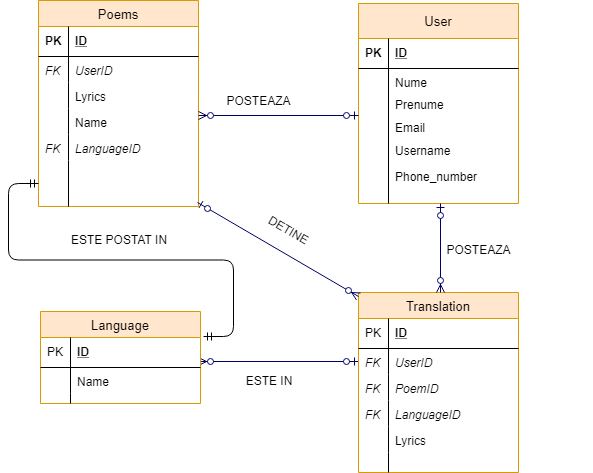 Poems
PK ID
FK UserID
Lyrics
Name
FK LanguageID
User
PK ID
Nume
Prenume
Email
Username
Phone_number
POSTEAZA
DETINE
POSTEAZA
ESTE POSTAT IN
Language
PK ID
Name
ESTE IN
Translation
PK ID
FK UserID
FK PoemID
FK LanguageID
Lyrics